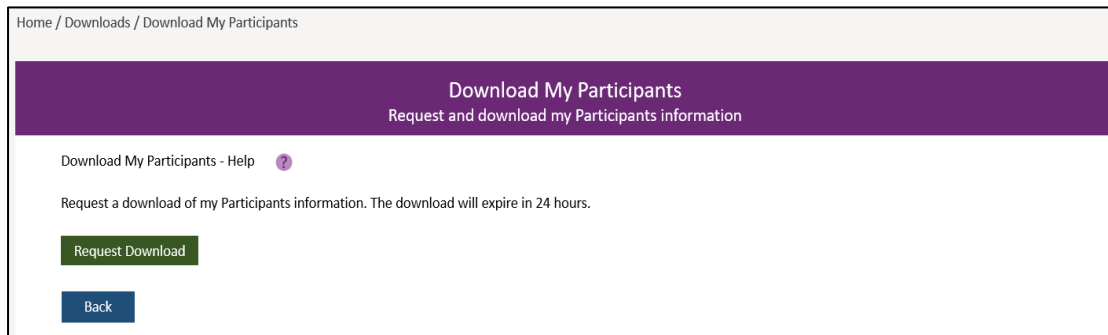 Home / Downloads / Download My Participants
Download My Participants
Request and download my Participants information
Download My Participants - Help ?
Request a download of my Participants information. The download will expire in 24 hours.
Request Download
Back